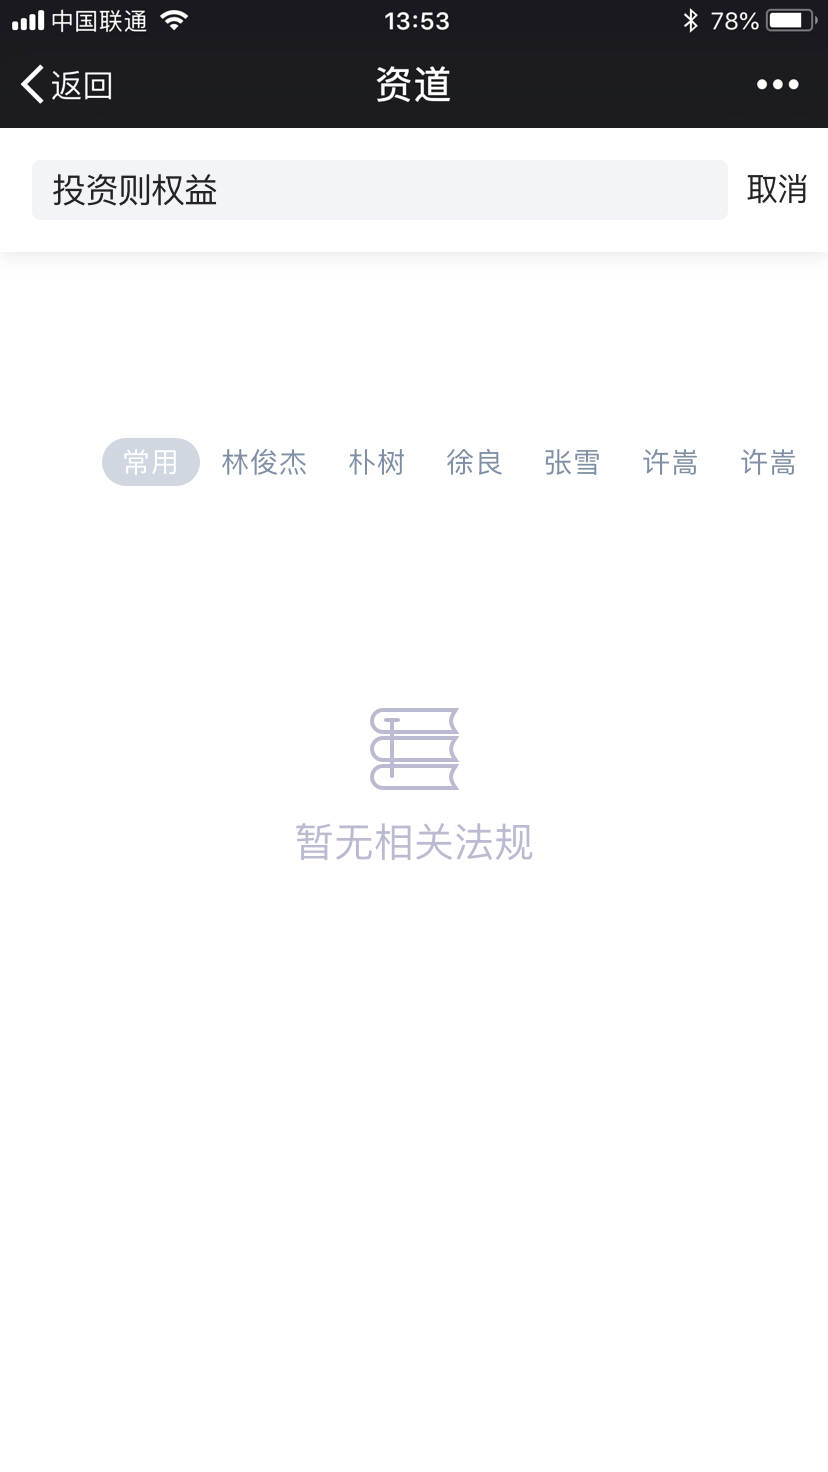 中国联通 13:53 78%
返回 资道
投资则权益 取消
常用 林俊杰 朴树 徐良 张雪 许嵩 许嵩
暂无相关法规